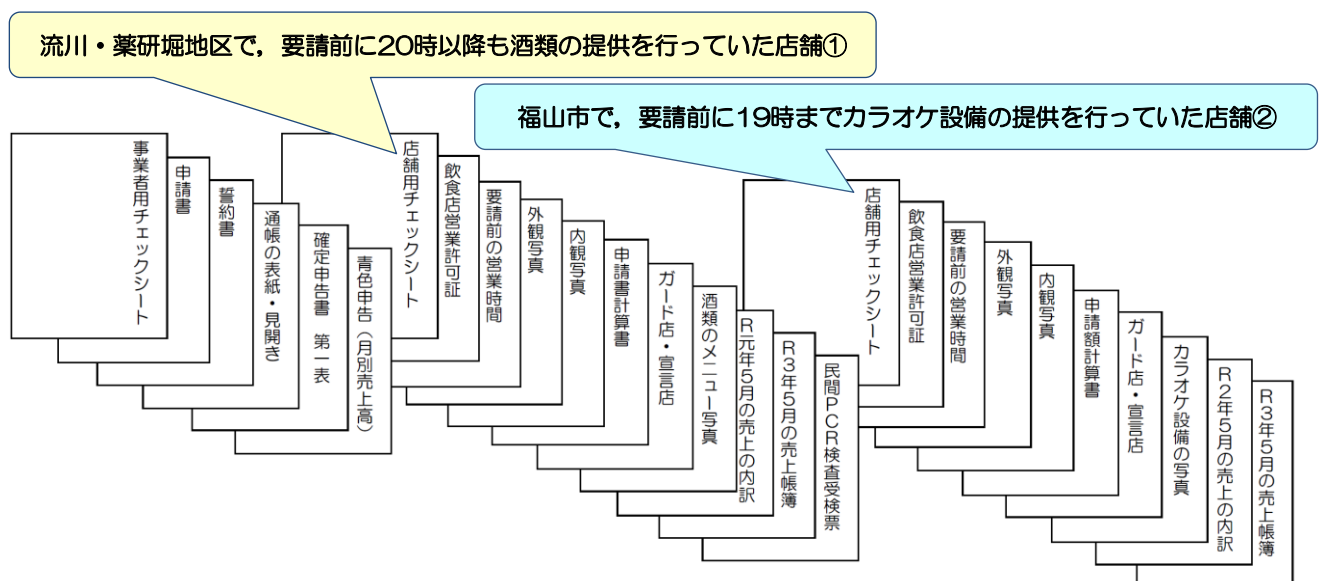 流川・薬研堀地区で，要請前に20時以降も酒類の提供を行っていた店舗①
福山市で，要請前に19時までカラオケ設備の提供を行っていた店舗②
事業者用チェックシート
申請書
誓約書
通帳の表紙・見開き
確定申告書　第一表
青色申告（月別売上高）
店舗用チェックシート
飲食店営業許可証
要請前の営業時間
外観写真
内観写真
申請書計算書
ガード店・宣言店
酒類のメニュー写真
R元年5月の売上の内訳
R3年5月の売上帳簿
民間PCR検査受検票
店舗用チェックシート
飲食店営業許可証
要請前の営業時間
外観写真
内観写真
申請額計算書
ガード店・宣言店
カラオケ設備の写真
R2年5月の売上の内訳
R3年5月の売上帳簿